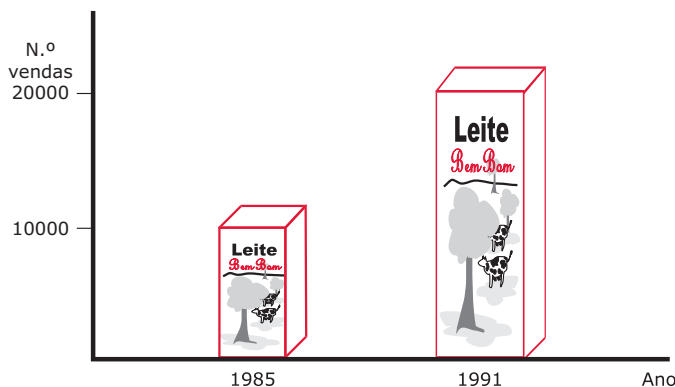 N.º
vendas
20000
10000
Leite
Bem Bom
Leite
Bem Bom
1985
1991
Ano